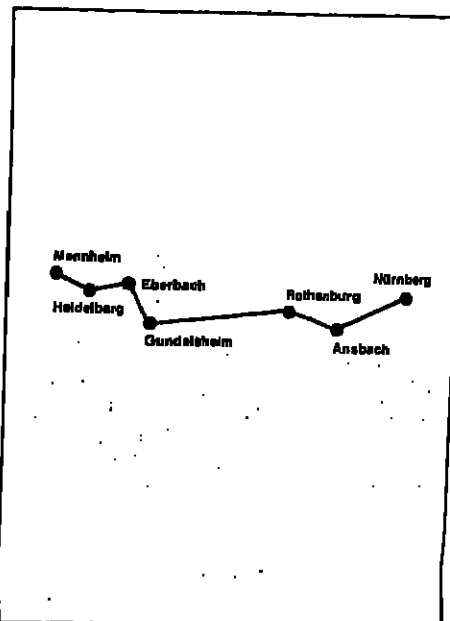 Mannheim
Heidelberg
Eberbach
Gundelsheim
Rothenburg
Ansbach
Nürnberg